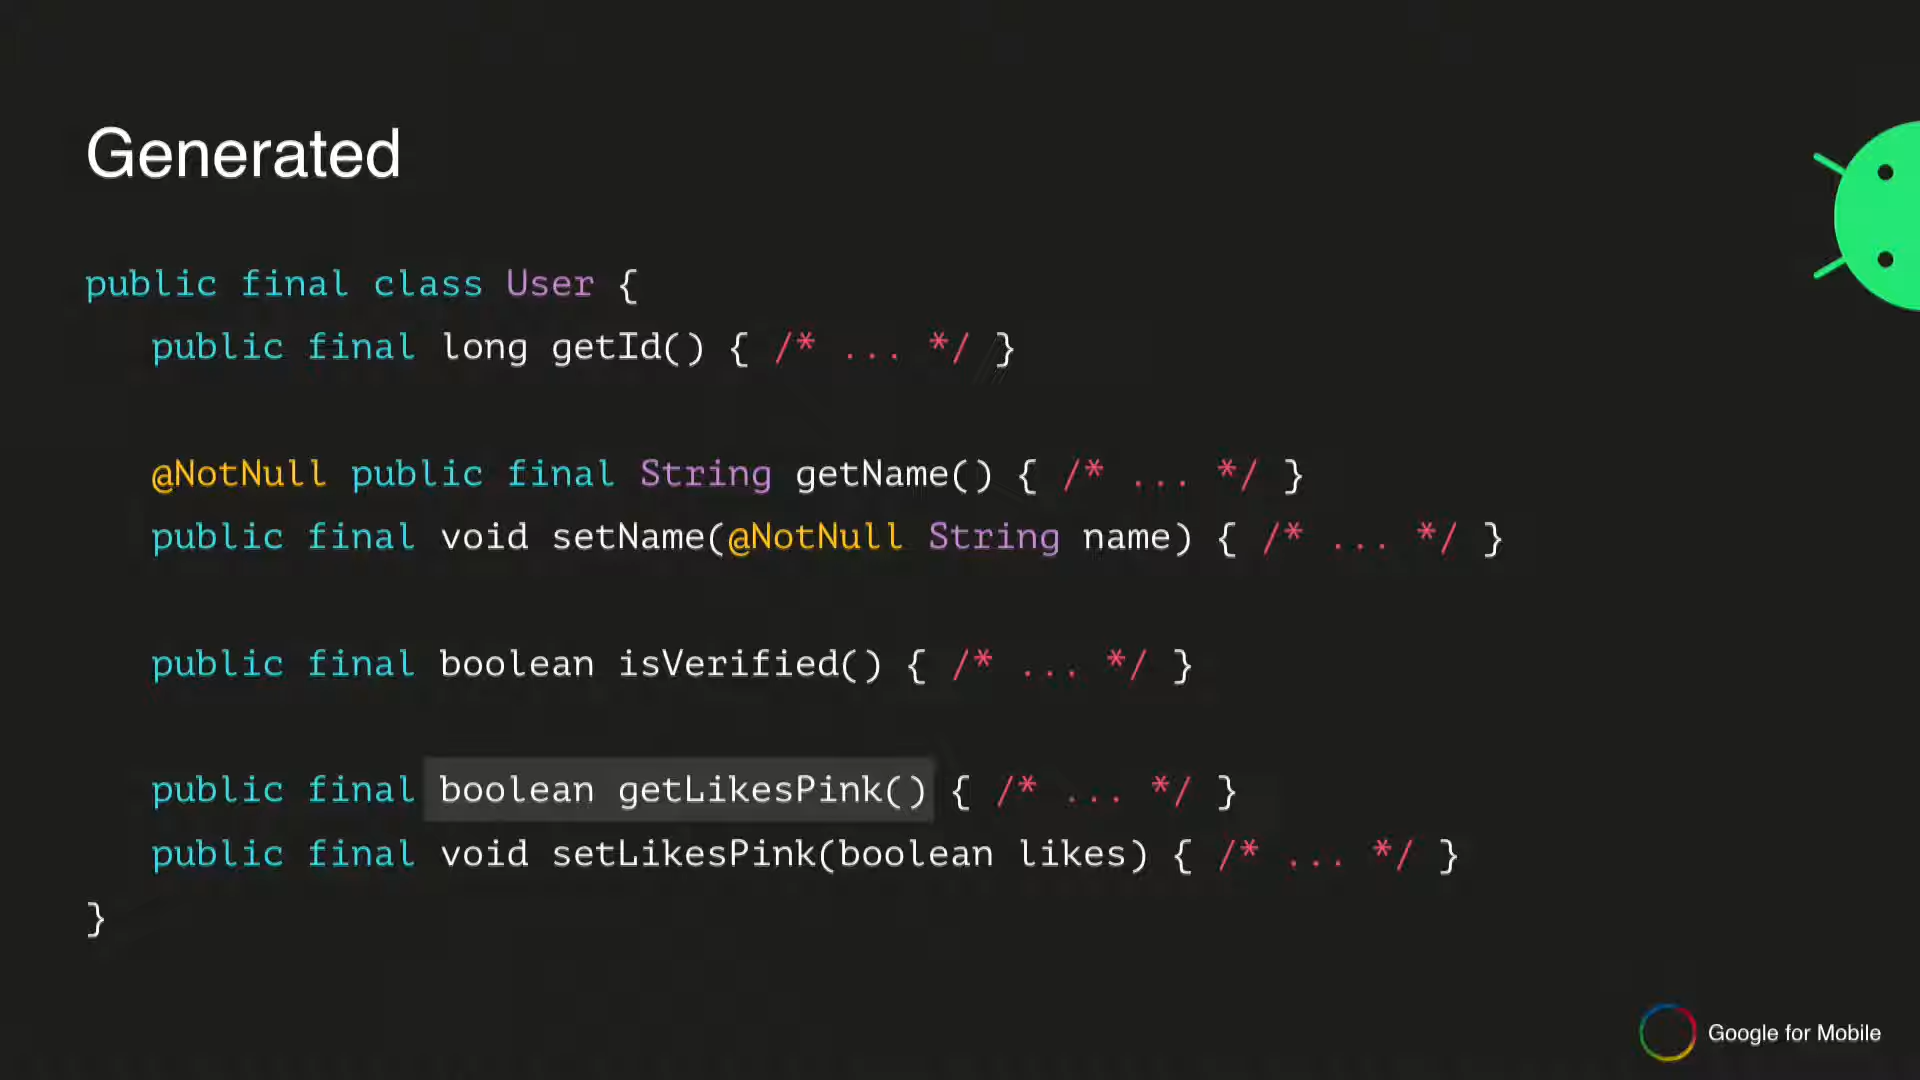 Generated
public final class User {
public final long getId() { /* ... */ }
@NotNull public final String getName() { /* ... */ }
public final void setName(@NotNull String name) { /* ... */ }
public final boolean isVerified() { /* ... */ }
public final boolean getLikesPink() { /* ... */ }
public final void setLikesPink(boolean likes) { /* ... */ }
}
Google for Mobile